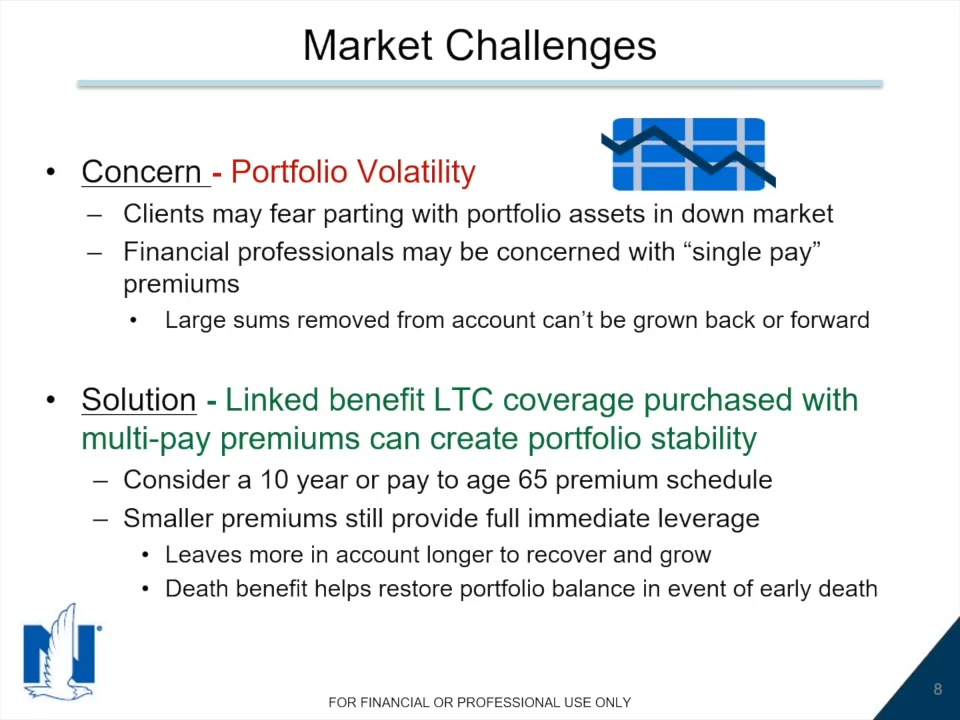 Market Challenges
• Concern - Portfolio Volatility
– Clients may fear parting with portfolio assets in down market
– Financial professionals may be concerned with “single pay”
premiums
• Large sums removed from account can’t be grown back or forward
• Solution - Linked benefit LTC coverage purchased with
multi-pay premiums can create portfolio stability
– Consider a 10 year or pay to age 65 premium schedule
– Smaller premiums still provide full immediate leverage
• Leaves more in account longer to recover and grow
• Death benefit helps restore portfolio balance in event of early death
N
8
FOR FINANCIAL OR PROFESSIONAL USE ONLY